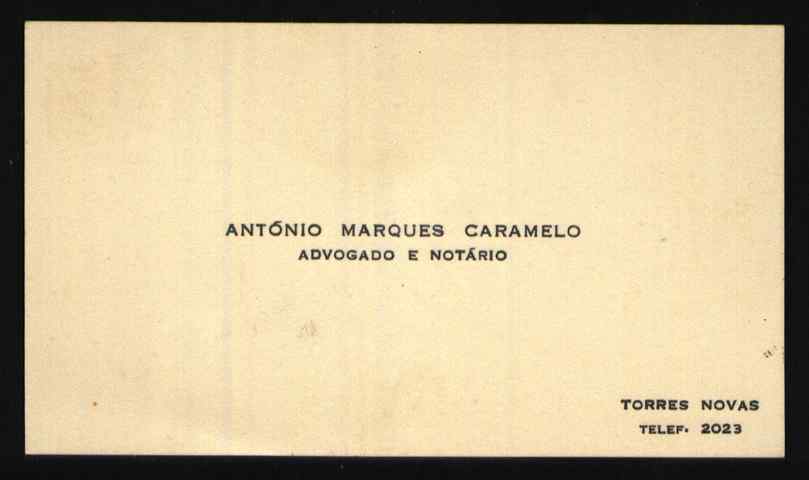 ANTÓNIO MARQUES CARAMELO
ADVOGADO E NOTÁRIO
TORRES NOVAS
TELEF. 2023